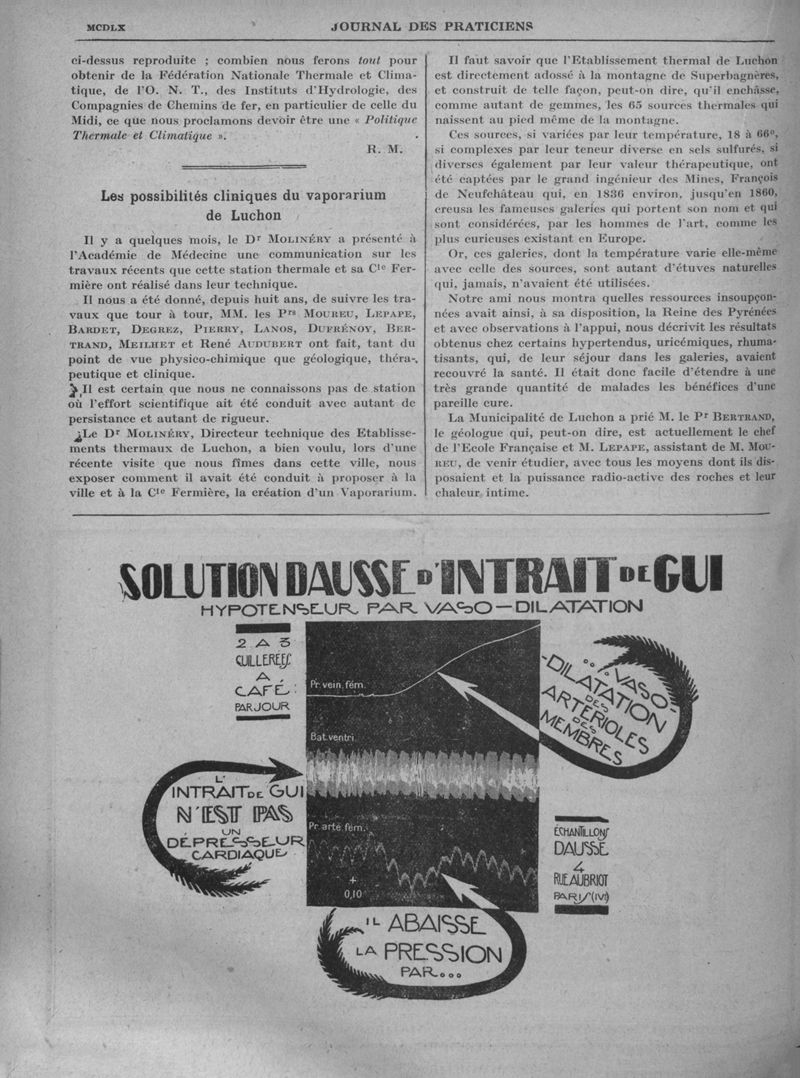 MCDLX
JOURNAL DES PRATICIENS
ci-dessus reproduite ; combien nous ferons tout pour
obtenir de la Fédération Nationale Thermale et Clima-
tique, de l'O. N. T., des Instituts d'Hydrologie, des
Compagnies de Chemins de fer, en particulier de celle du
Midi, ce que nous proclamons devoir être une « Politique
Thermale et Climatique ».
R. M.
Les possibilités cliniques du vaporarium
de Luchon
Il y a quelques mois, le Dr MOLINÉRY a présenté à
l'Académie de Médecine une communication sur les
travaux récents que cette station thermale et sa Cie Fer-
mière ont réalisé dans leur technique.
Il nous a été donné, depuis huit ans, de suivre les tra-
vaux que tour à tour, MM. les Prs MOUREU, LEPAPE,
BARDET, DEGREZ, PIERRY, LANOS, DUFRÉNOY, BER-
TRAND, MEILHET et René AUDUBERT ont fait, tant du
point de vue physico-chimique que géologique, théra-
peutique et clinique.
Il est certain que nous ne connaissons pas de station
où l'effort scientifique ait été conduit avec autant de
persistance et autant de rigueur.
Le Dr MOLINÉRY, Directeur technique des Etablisse-
ments thermaux de Luchon, a bien voulu, lors d'une
récente visite que nous fîmes dans cette ville, nous
exposer comment il avait été conduit à proposer à la
ville et à la Cie Fermière, la création d'un Vaporarium.
Il faut savoir que l'Etablissement thermal de Luchon
est directement adossé à la montagne de Superbagnères,
et construit de telle façon, peut-on dire, qu'il enchâsse,
comme autant de gemmes, les 65 sources thermales qui
naissent au pied même de la montagne.
Ces sources, si variées par leur température, 18 à 66°,
si complexes par leur teneur diverse en sels sulfurés, si
diverses également par leur valeur thérapeutique, ont
été captées par le grand ingénieur des Mines, François
de Neufchâteau qui, en 1836 environ, jusqu'en 1860,
creusa les fameuses galeries qui portent son nom et qui
sont considérées, par les hommes de l'art, comme les
plus curieuses existant en Europe.
Or, ces galeries, dont la température varie elle-même
avec celle des sources, sont autant d'étuves naturelles
qui, jamais, n'avaient été utilisées.
Notre ami nous montra quelles ressources insoupçon-
nées avait ainsi, à sa disposition, la Reine des Pyrénées
et avec observations à l'appui, nous décrivit les résultats
obtenus chez certains hypertendus, uricémiques, rhuma-
tisants, qui, de leur séjour dans les galeries, avaient
recouvré la santé. Il était donc facile d'étendre à une
très grande quantité de malades les bénéfices d'une
pareille cure.
La Municipalité de Luchon a prié M. le Pr BERTRAND,
le géologue qui, peut-on dire, est actuellement le chef
de l'Ecole Française et M. LEPAPE, assistant de M. MOU-
REU, de venir étudier, avec tous les moyens dont ils dis-
posaient et la puissance radio-active des roches et leur
chaleur intime.
SOLUTION DAUSSE D'INTRAIT DE GUI
HYPOTENSEUR PAR VASO-DILATATION
2 A 3
CUILLERÉES
A
CAFÉ
PAR JOUR
Pr. vein. fém.
Bat. ventri.
Pr. arté. fém.
+
0,10
...VASO-
-DILATATION
DES
ARTÉRIOLES
DES
MEMBRES
L'
INTRAIT DE GUI
N'EST PAS
UN
DÉPRESSEUR
CARDIAQUE
ÉCHANTILLONS
DAUSSE
4
RUE AUBRIOT
PARIS (IVe)
IL ABAISSE
LA PRESSION
PAR...